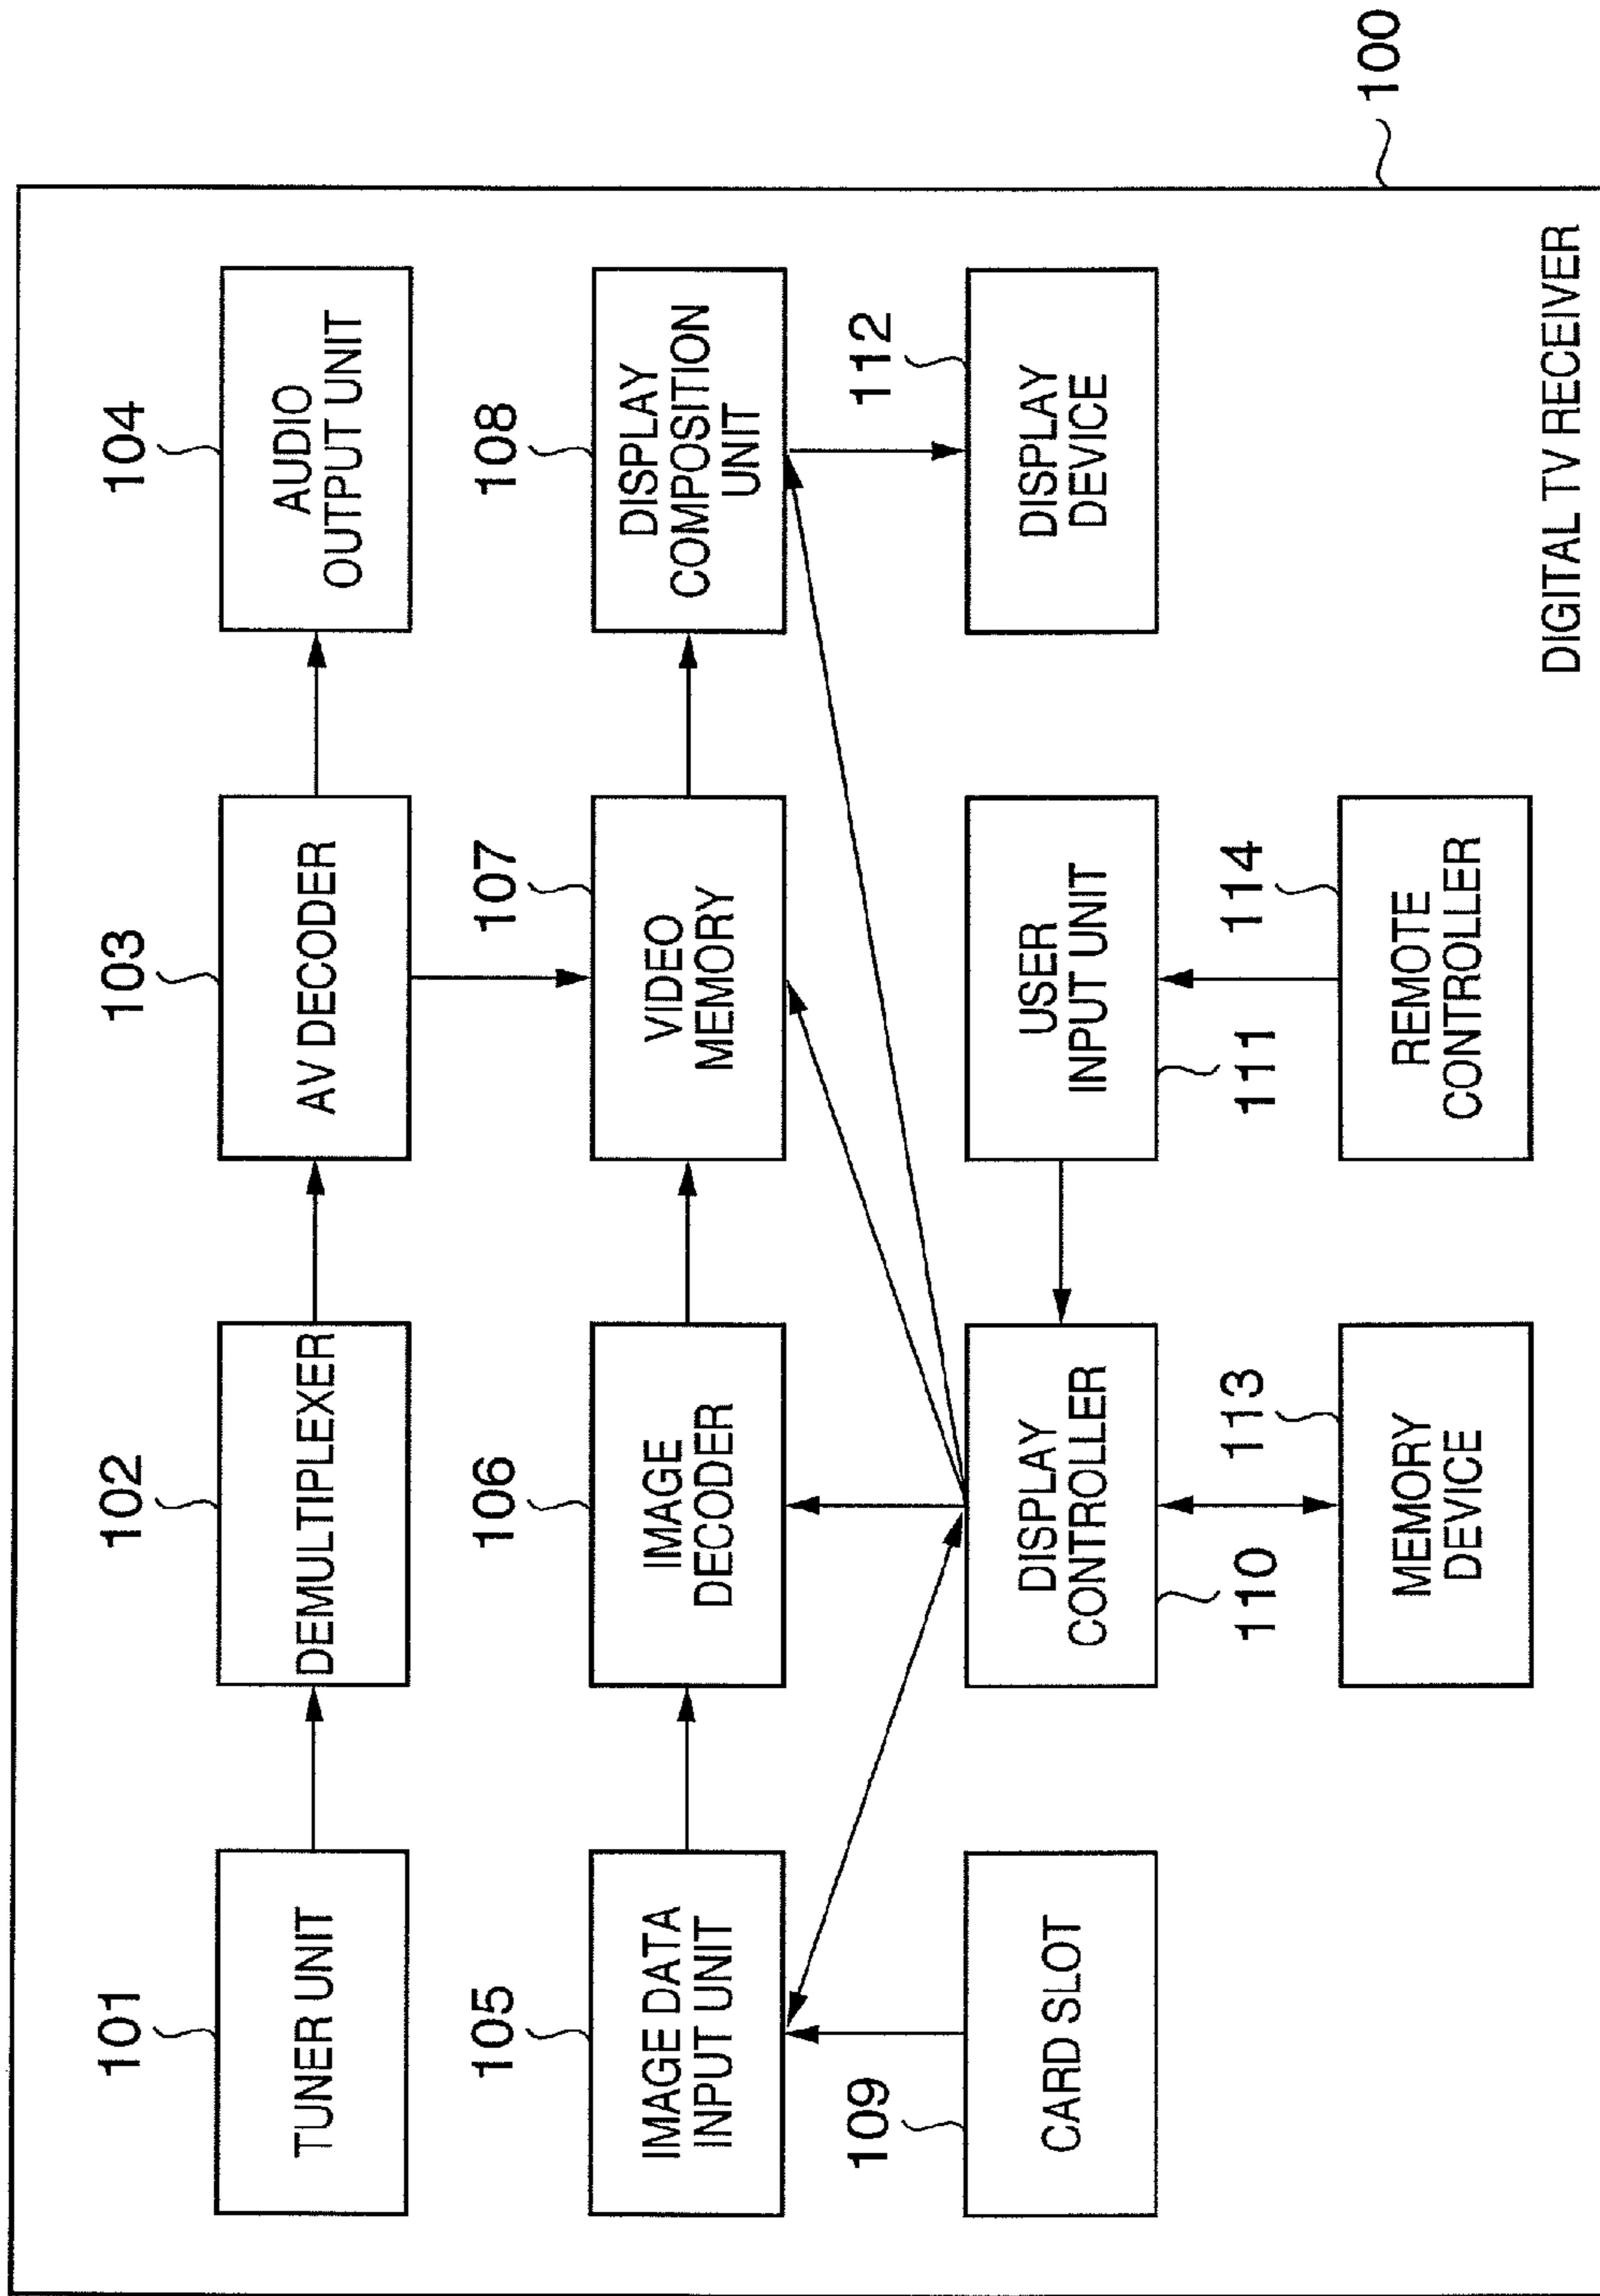 101
TUNER UNIT
102
DEMULTIPLEXER
103
AV DECODER
104
AUDIO
OUTPUT UNIT
105
IMAGE DATA
INPUT UNIT
106
IMAGE
DECODER
107
VIDEO
MEMORY
108
DISPLAY
COMPOSITION
UNIT
109
CARD SLOT
110
DISPLAY
CONTROLLER
111
USER
INPUT UNIT
112
DISPLAY
DEVICE
113
MEMORY
DEVICE
114
REMOTE
CONTROLLER
DIGITAL TV RECEIVER
100